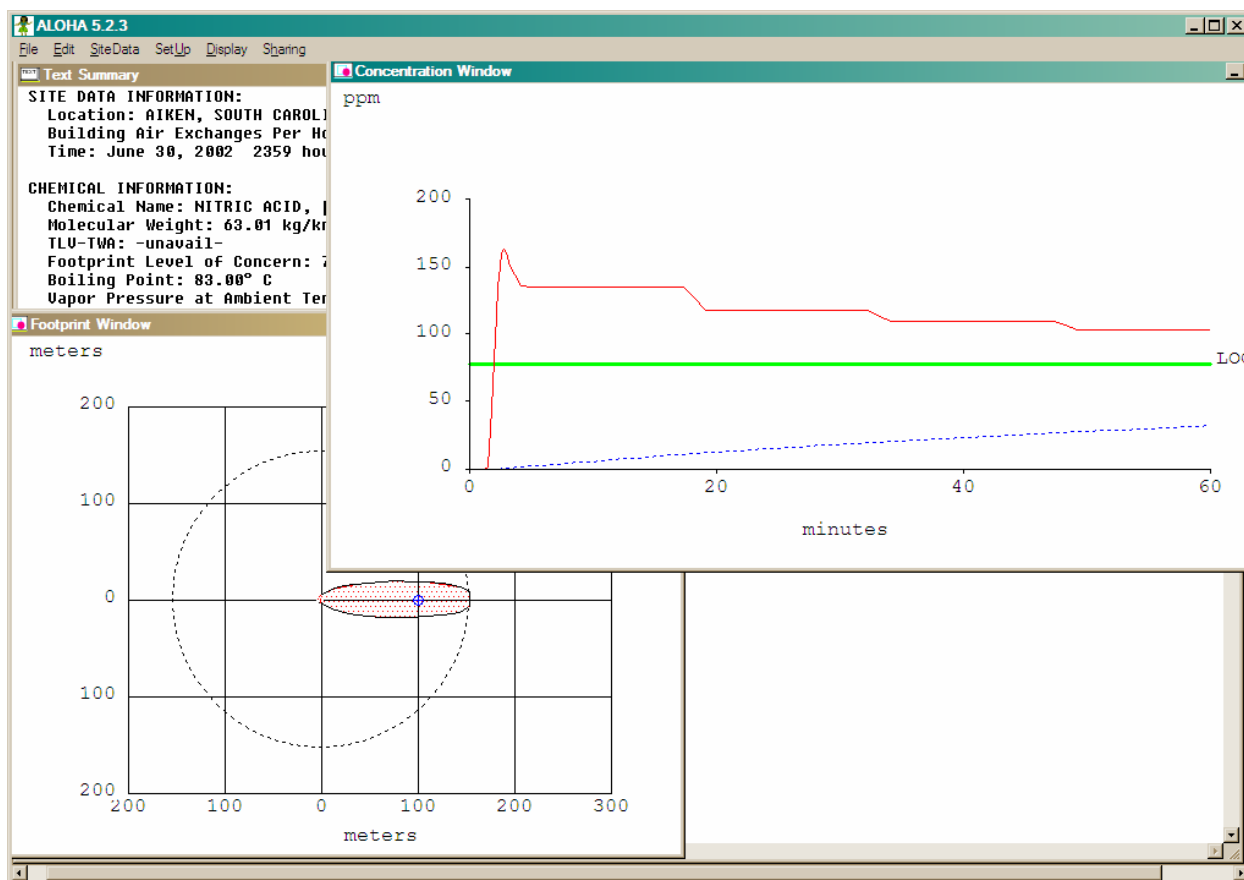 ALOHA 5.2.3
File Edit SiteData SetUp Display Sharing
TEXT Text Summary
SITE DATA INFORMATION:
Location: AIKEN, SOUTH CAROLI
Building Air Exchanges Per Ho
Time: June 30, 2002 2359 hou
CHEMICAL INFORMATION:
Chemical Name: NITRIC ACID,
Molecular Weight: 63.01 kg/k
TLV-TWA: -unavail-
Footprint Level of Concern: 7
Boiling Point: 83.00° C
Vapor Pressure at Ambient Te
Concentration Window
ppm
200
150
100
50
0
LOC
0 20 40 60
minutes
Footprint Window
meters
200
100
0
100
200
200 100 0 100 200 300
meters